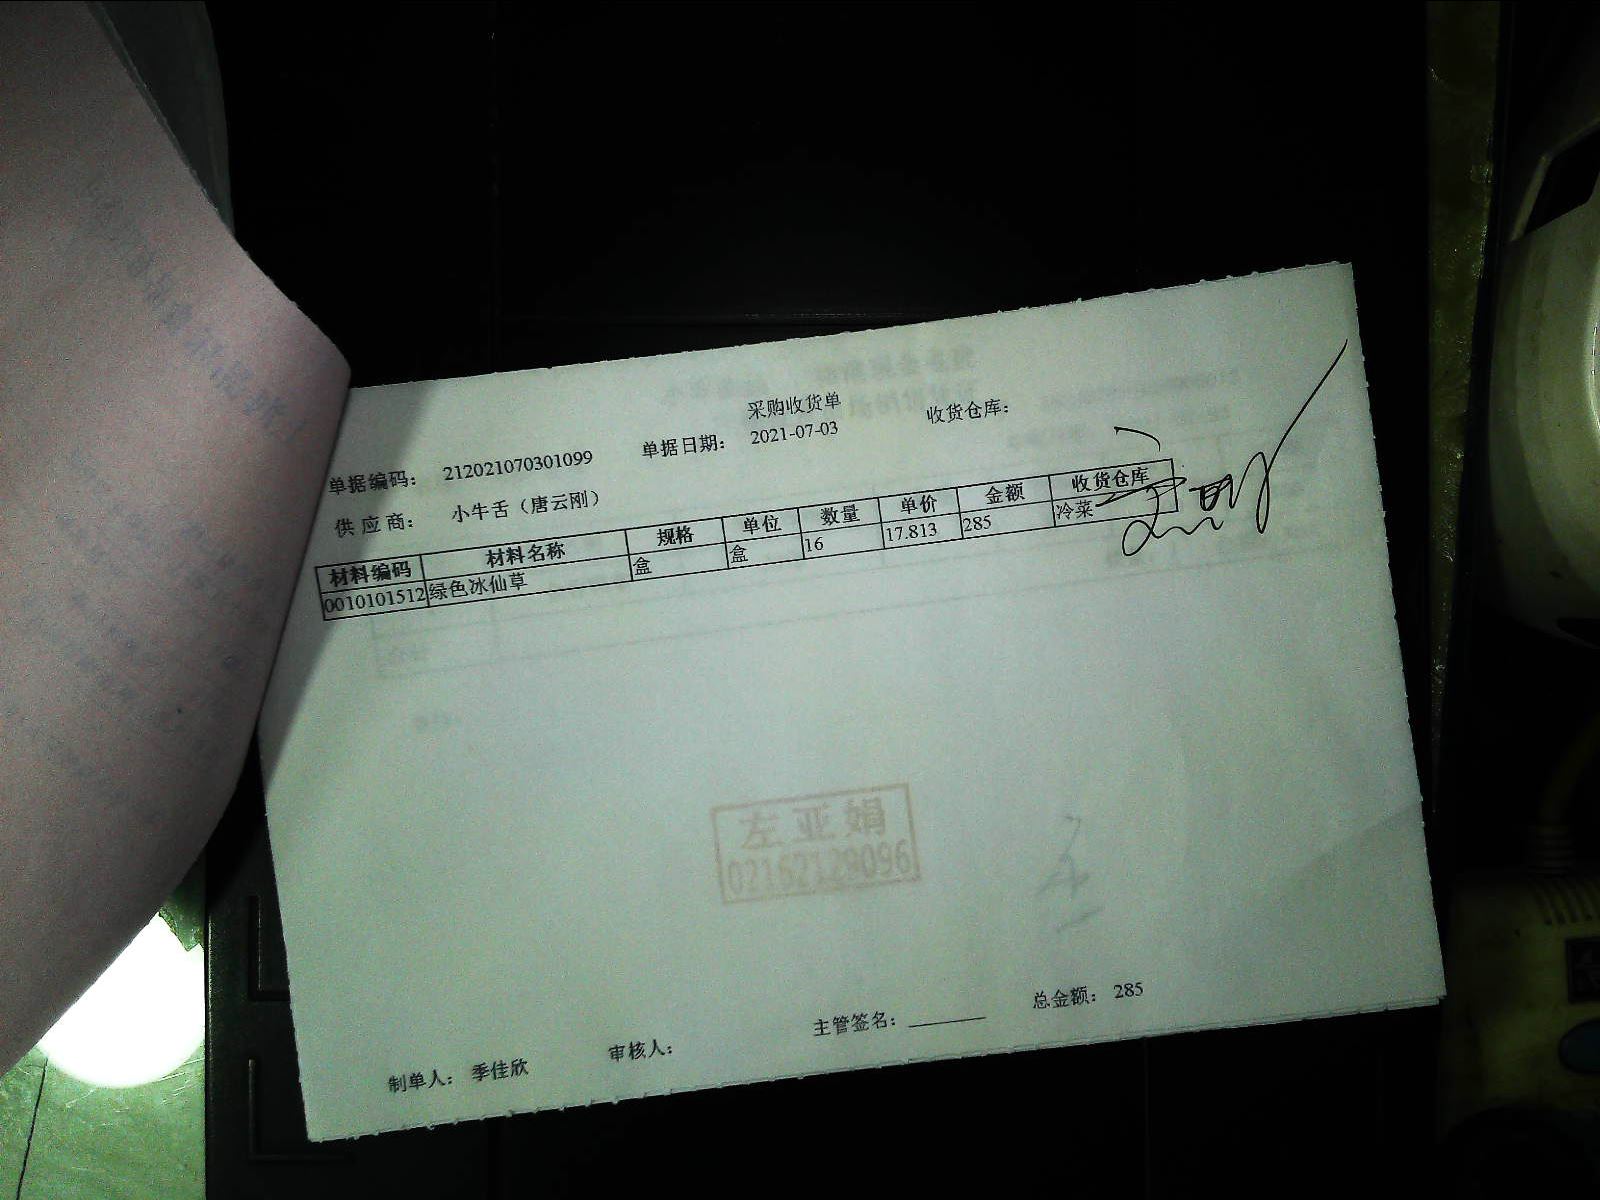 采购收货单
单据编码： 212021070301099 单据日期： 2021-07-03 收货仓库：
供应商： 小牛舌（唐云刚）
材料编码 材料名称 规格 单位 数量 单价 金额 收货仓库
0010101512 绿色冰仙草 盒 盒 16 17.813 285 冷菜
左亚娟
02162129096
制单人： 季佳欣 审核人： 主管签名： 总金额： 285